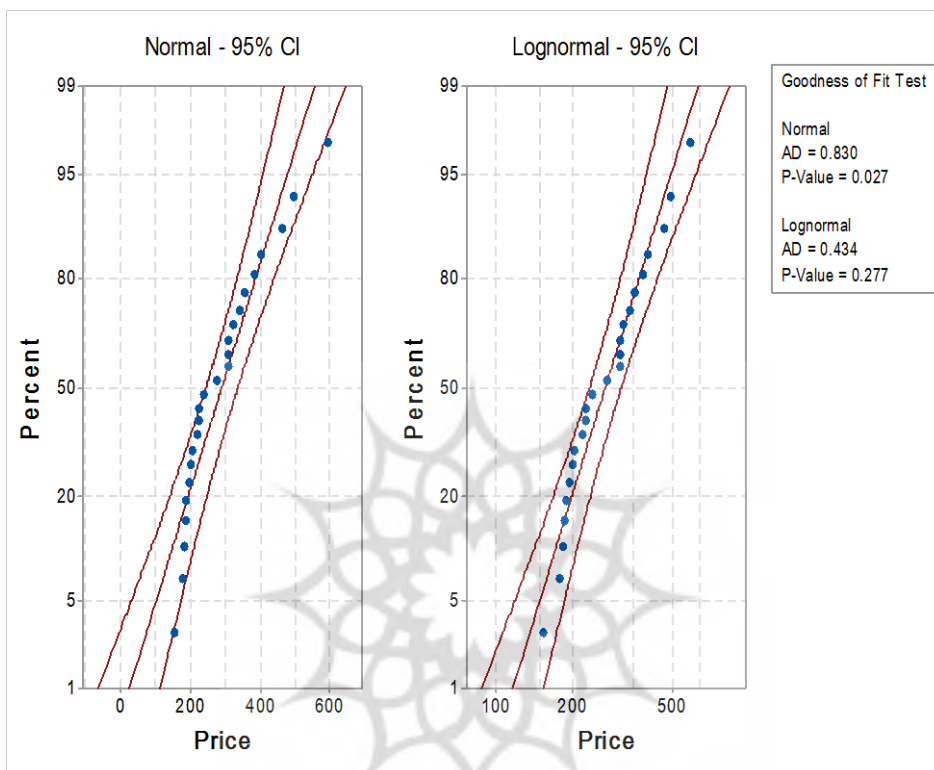 Normal - 95% CI
99
95
80
50
20
5
1
Percent
0 200 400 600
Price
Lognormal - 95% CI
99
95
80
50
20
5
1
Percent
100 200 500
Price
Goodness of Fit Test
Normal
AD = 0.830
P-Value = 0.027
Lognormal
AD = 0.434
P-Value = 0.277